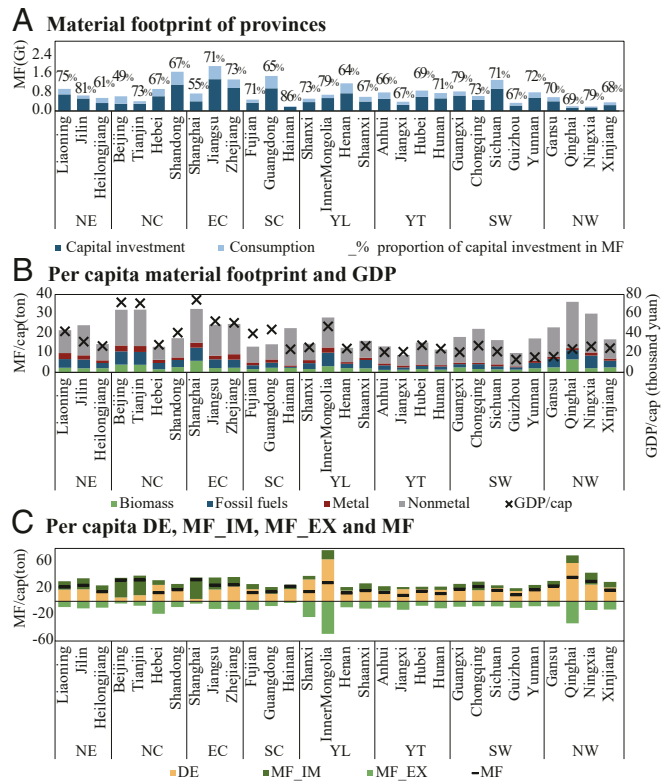 A Material footprint of provinces
MF(Gt)
2.4
1.6
0.8
0.0
75% 81% 61% 49% 73% 67% 67% 55% 71% 73% 71% 65% 86% 73% 79% 64% 67% 66% 67% 69% 71% 79% 73% 71% 67% 72% 70% 69% 79% 68%
Liaoning Jilin Heilongjiang Beijing Tianjin Hebei Shandong Shanghai Jiangsu Zhejiang Fujian Guangdong Hainan Shanxi InnerMongolia Henan Shaanxi Anhui Jiangxi Hubei Hunan Guangxi Chongqing Sichuan Guizhou Yunnan Gansu Qinghai Ningxia Xinjiang
NE NC EC SC YL YT SW NW
Capital investment Consumption _% proportion of capital investment in MF
B Per capita material footprint and GDP
MF/cap(ton)
40
30
20
10
0
80
60
40
20
0
GDP/cap (thousand yuan)
Liaoning Jilin Heilongjiang Beijing Tianjin Hebei Shandong Shanghai Jiangsu Zhejiang Fujian Guangdong Hainan Shanxi InnerMongolia Henan Shaanxi Anhui Jiangxi Hubei Hunan Guangxi Chongqing Sichuan Guizhou Yunnan Gansu Qinghai Ningxia Xinjiang
NE NC EC SC YL YT SW NW
Biomass Fossil fuels Metal Nonmetal GDP/cap
C Per capita DE, MF_IM, MF_EX and MF
MF/cap(ton)
60
20
-20
-60
Liaoning Jilin Heilongjiang Beijing Tianjin Hebei Shandong Shanghai Jiangsu Zhejiang Fujian Guangdong Hainan Shanxi InnerMongolia Henan Shaanxi Anhui Jiangxi Hubei Hunan Guangxi Chongqing Sichuan Guizhou Yunnan Gansu Qinghai Ningxia Xinjiang
NE NC EC SC YL YT SW NW
DE MF_IM MF_EX MF